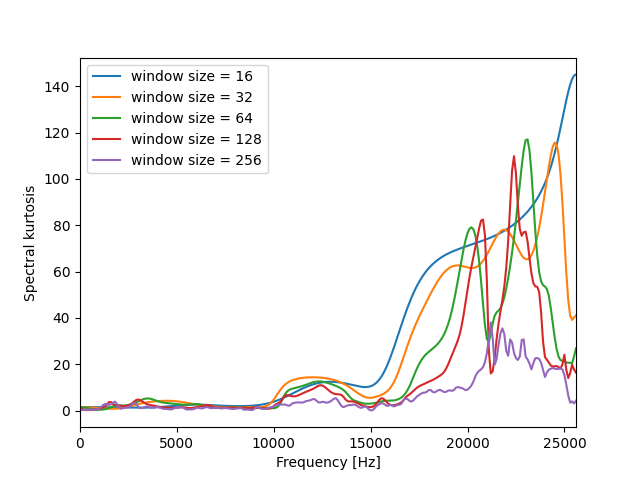 window size = 16
window size = 32
window size = 64
window size = 128
window size = 256
Spectral kurtosis
140
120
100
80
60
40
20
0
0 5000 10000 15000 20000 25000
Frequency [Hz]